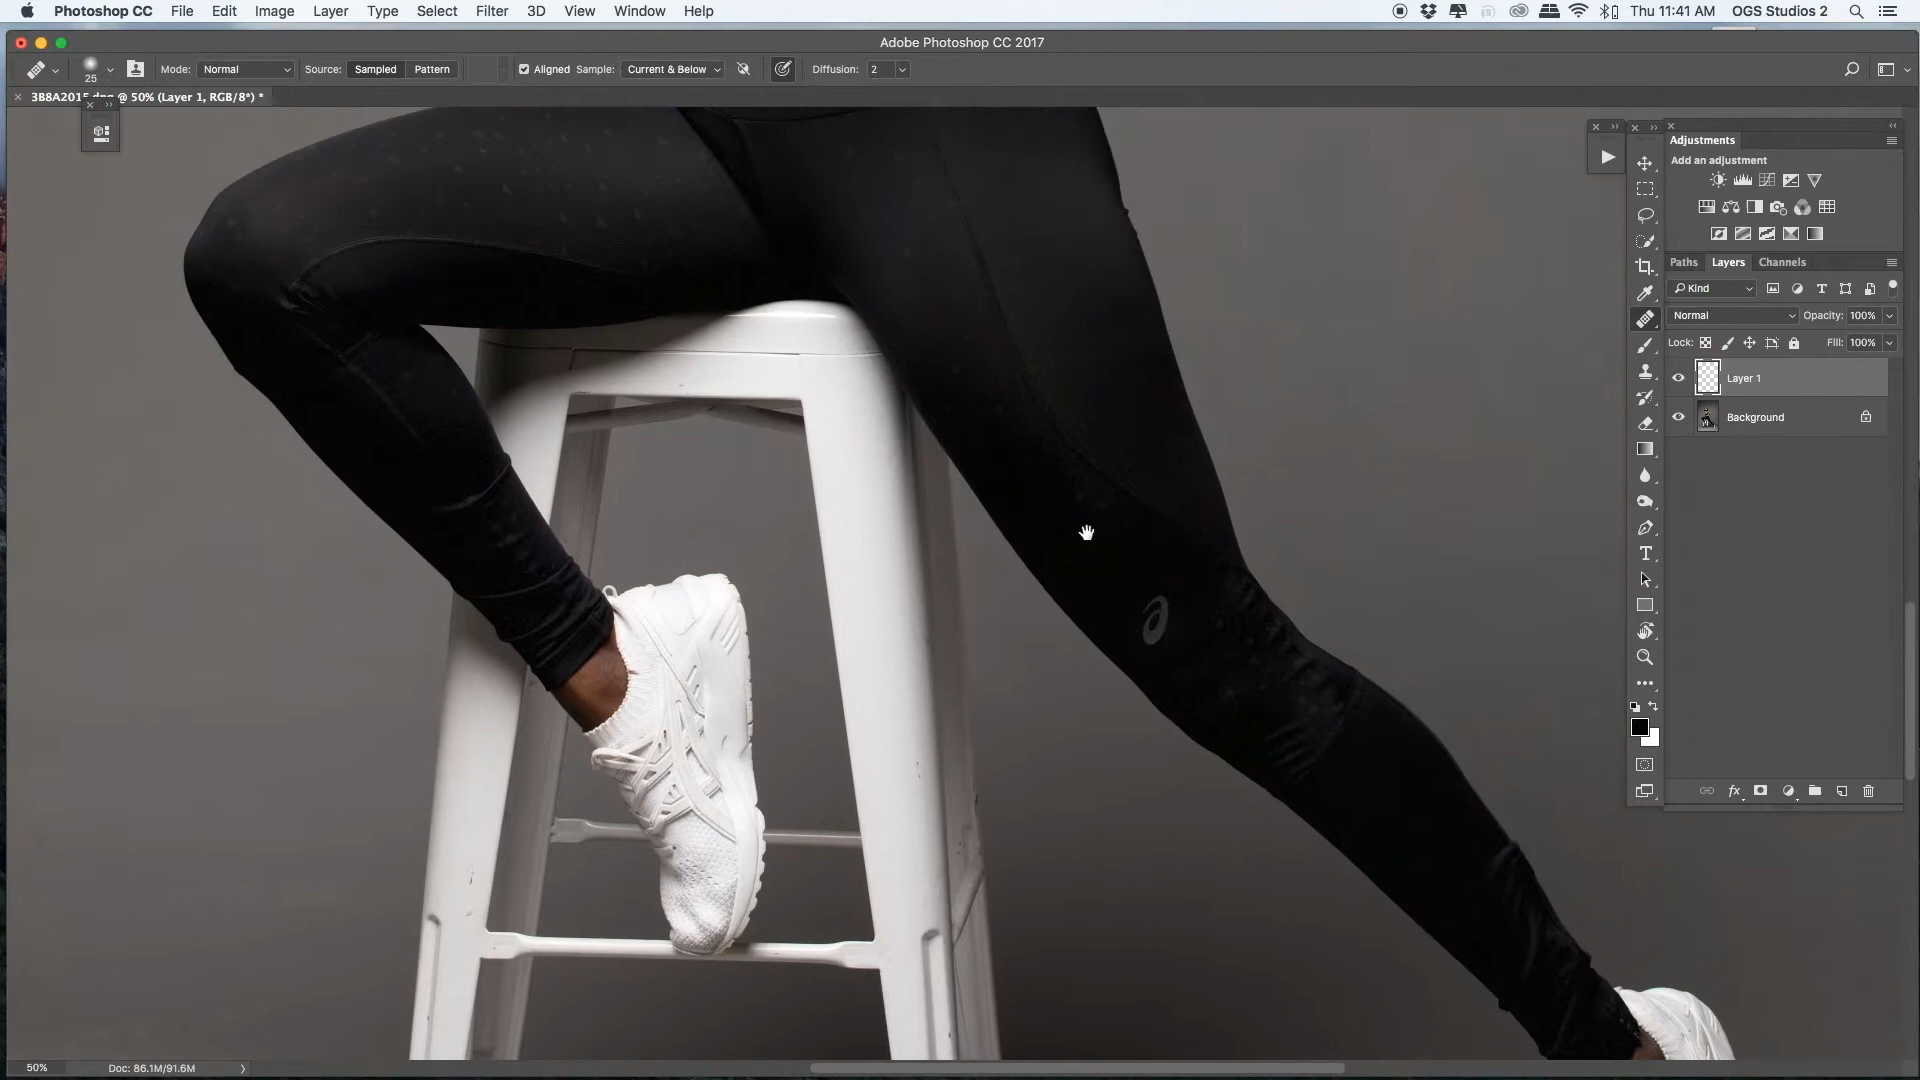 Photoshop CC File Edit Image Layer Type Select Filter 3D View Window Help Thu 11:41 AM OGS Studios 2
Adobe Photoshop CC 2017
25 Mode: Normal Source: Sampled Pattern Aligned Sample: Current & Below Diffusion: 2
3B8A2015.dng @ 50% (Layer 1, RGB/8*) *
Adjustments
Add an adjustment
Paths Layers Channels
Kind
Normal Opacity: 100%
Lock: Fill: 100%
Layer 1
Background
fx
50% Doc: 86.1M/91.6M